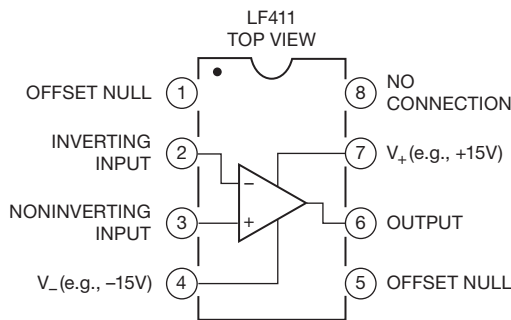 LF411
TOP VIEW
OFFSET NULL 1
8 NO
CONNECTION
INVERTING
INPUT
2
7 V+ (e.g., +15V)
−
NONINVERTING
INPUT
3
+
6 OUTPUT
V− (e.g., −15V) 4
5 OFFSET NULL